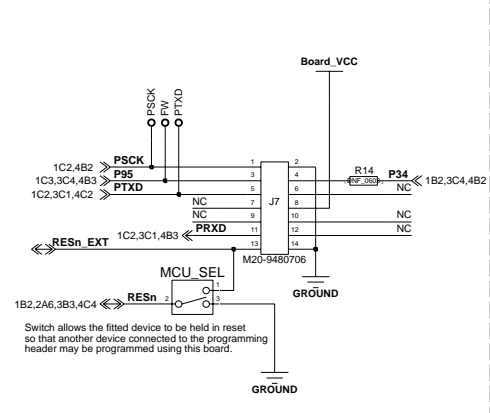 Board_VCC
PSCK
FW
PTXD
1C2,4B2 PSCK 1 2
1C3,3C4,4B3 P95 3 4 R14 DNF_0603 P34 1B2,3C4,4B2
1C2,3C1,4C2 PTXD 5 6 NC
NC 7 J7 8
NC 9 10 NC
1C2,3C1,4B3 PRXD 11 12 NC
RESn_EXT 13 14
M20-9480706
MCU_SEL
GROUND
1B2,2A6,3B3,4C4 RESn 2 1 3
Switch allows the fitted device to be held in reset
so that another device connected to the programming
header may be programmed using this board.
GROUND